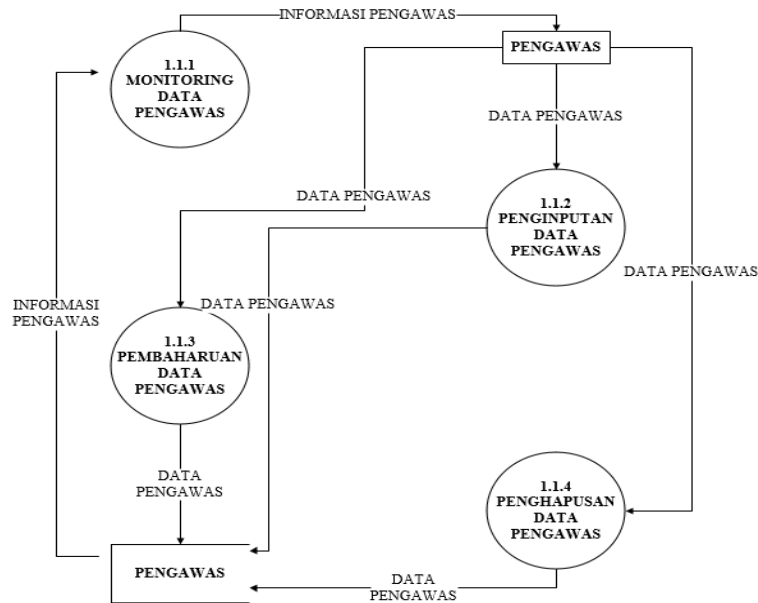 INFORMASI PENGAWAS
PENGAWAS
1.1.1
MONITORING
DATA
PENGAWAS
DATA PENGAWAS
DATA PENGAWAS
1.1.2
PENGINPUTAN
DATA
PENGAWAS
DATA PENGAWAS
INFORMASI
PENGAWAS
DATA PENGAWAS
1.1.3
PEMBAHARUAN
DATA
PENGAWAS
DATA
PENGAWAS
1.1.4
PENGHAPUSAN
DATA
PENGAWAS
PENGAWAS
DATA
PENGAWAS